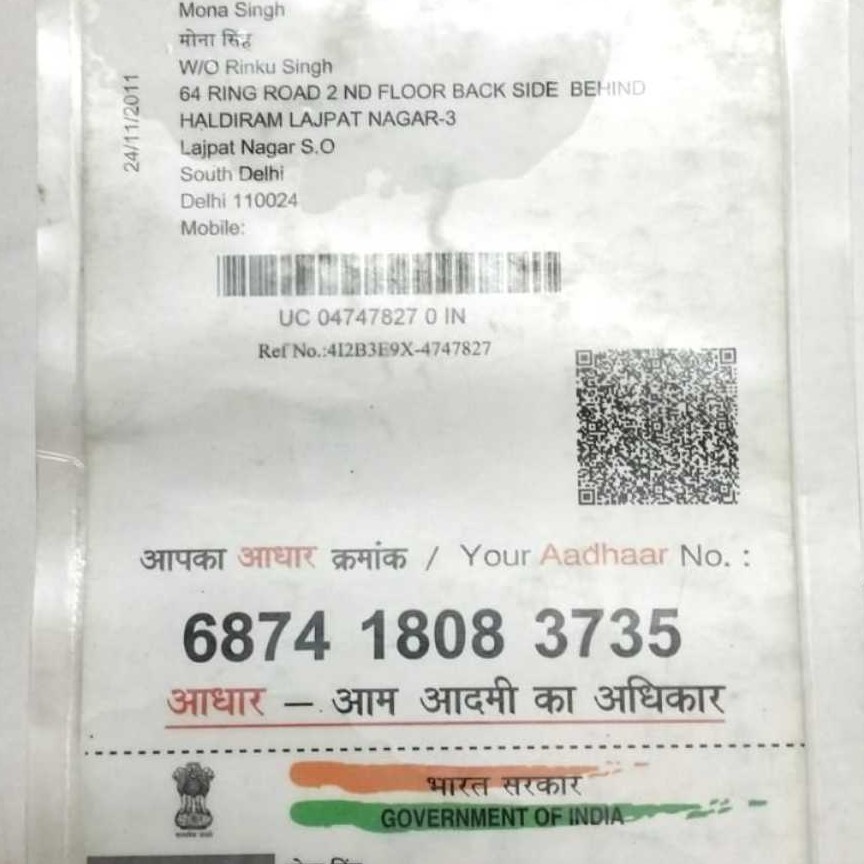 Mona Singh
मोना सिंह
W/O Rinku Singh
64 RING ROAD 2 ND FLOOR BACK SIDE BEHIND
HALDIRAM LAJPAT NAGAR-3
Lajpat Nagar S.O
South Delhi
Delhi 110024
Mobile:
24/11/2011
UC 04747827 0 IN
Ref No.:4I2B3E9X-4747827
आपका आधार क्रमांक / Your Aadhaar No. :
6874 1808 3735
आधार – आम आदमी का अधिकार
भारत सरकार
GOVERNMENT OF INDIA